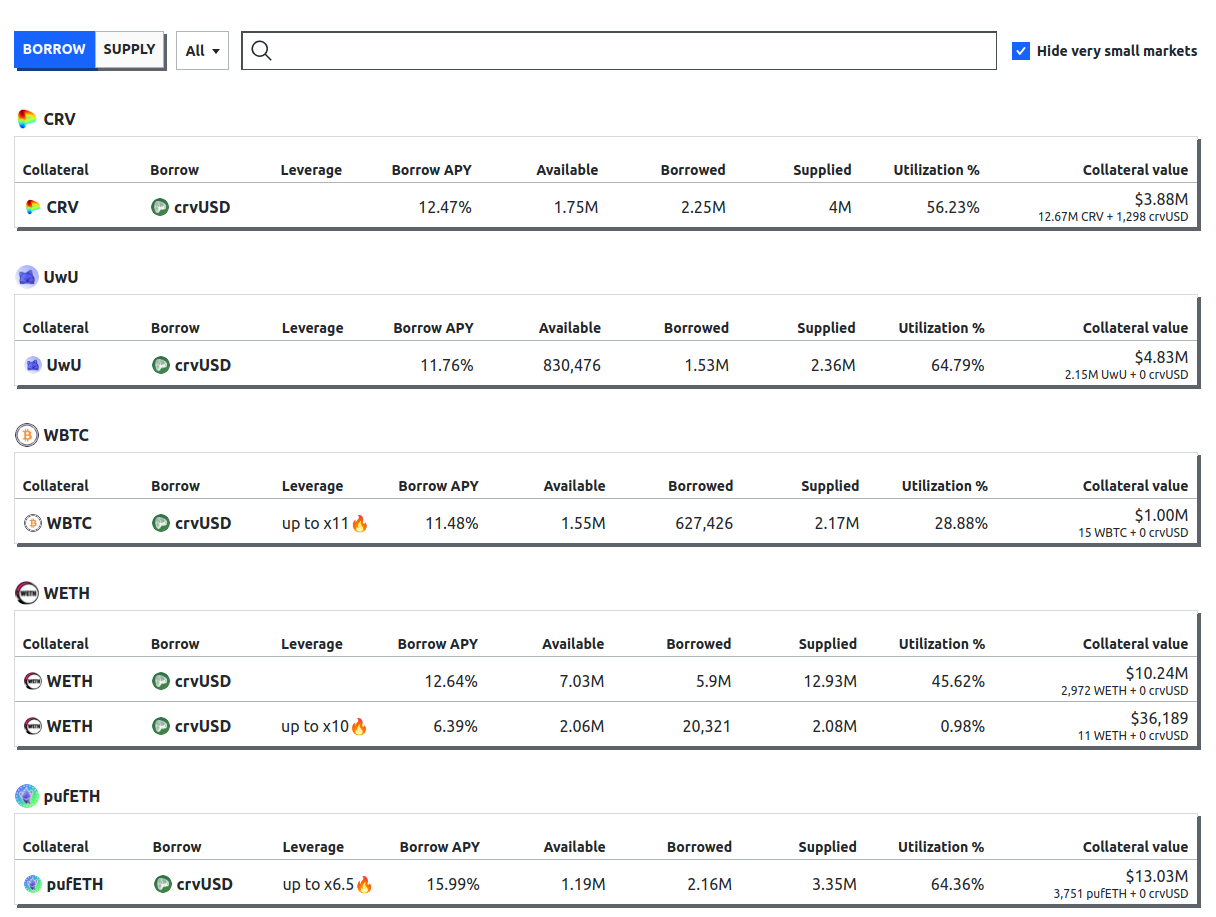 BORROW SUPPLY All Hide very small markets
CRV
Collateral Borrow Leverage Borrow APY Available Borrowed Supplied Utilization % Collateral value
CRV crvUSD 12.47% 1.75M 2.25M 4M 56.23% $3.88M
12.67M CRV + 1,298 crvUSD
UwU
Collateral Borrow Leverage Borrow APY Available Borrowed Supplied Utilization % Collateral value
UwU crvUSD 11.76% 830,476 1.53M 2.36M 64.79% $4.83M
2.15M UwU + 0 crvUSD
WBTC
Collateral Borrow Leverage Borrow APY Available Borrowed Supplied Utilization % Collateral value
WBTC crvUSD up to x11🔥 11.48% 1.55M 627,426 2.17M 28.88% $1.00M
15 WBTC + 0 crvUSD
WETH
Collateral Borrow Leverage Borrow APY Available Borrowed Supplied Utilization % Collateral value
WETH crvUSD 12.64% 7.03M 5.9M 12.93M 45.62% $10.24M
2,972 WETH + 0 crvUSD
WETH crvUSD up to x10🔥 6.39% 2.06M 20,321 2.08M 0.98% $36,189
11 WETH + 0 crvUSD
pufETH
Collateral Borrow Leverage Borrow APY Available Borrowed Supplied Utilization % Collateral value
pufETH crvUSD up to x6.5🔥 15.99% 1.19M 2.16M 3.35M 64.36% $13.03M
3,751 pufETH + 0 crvUSD